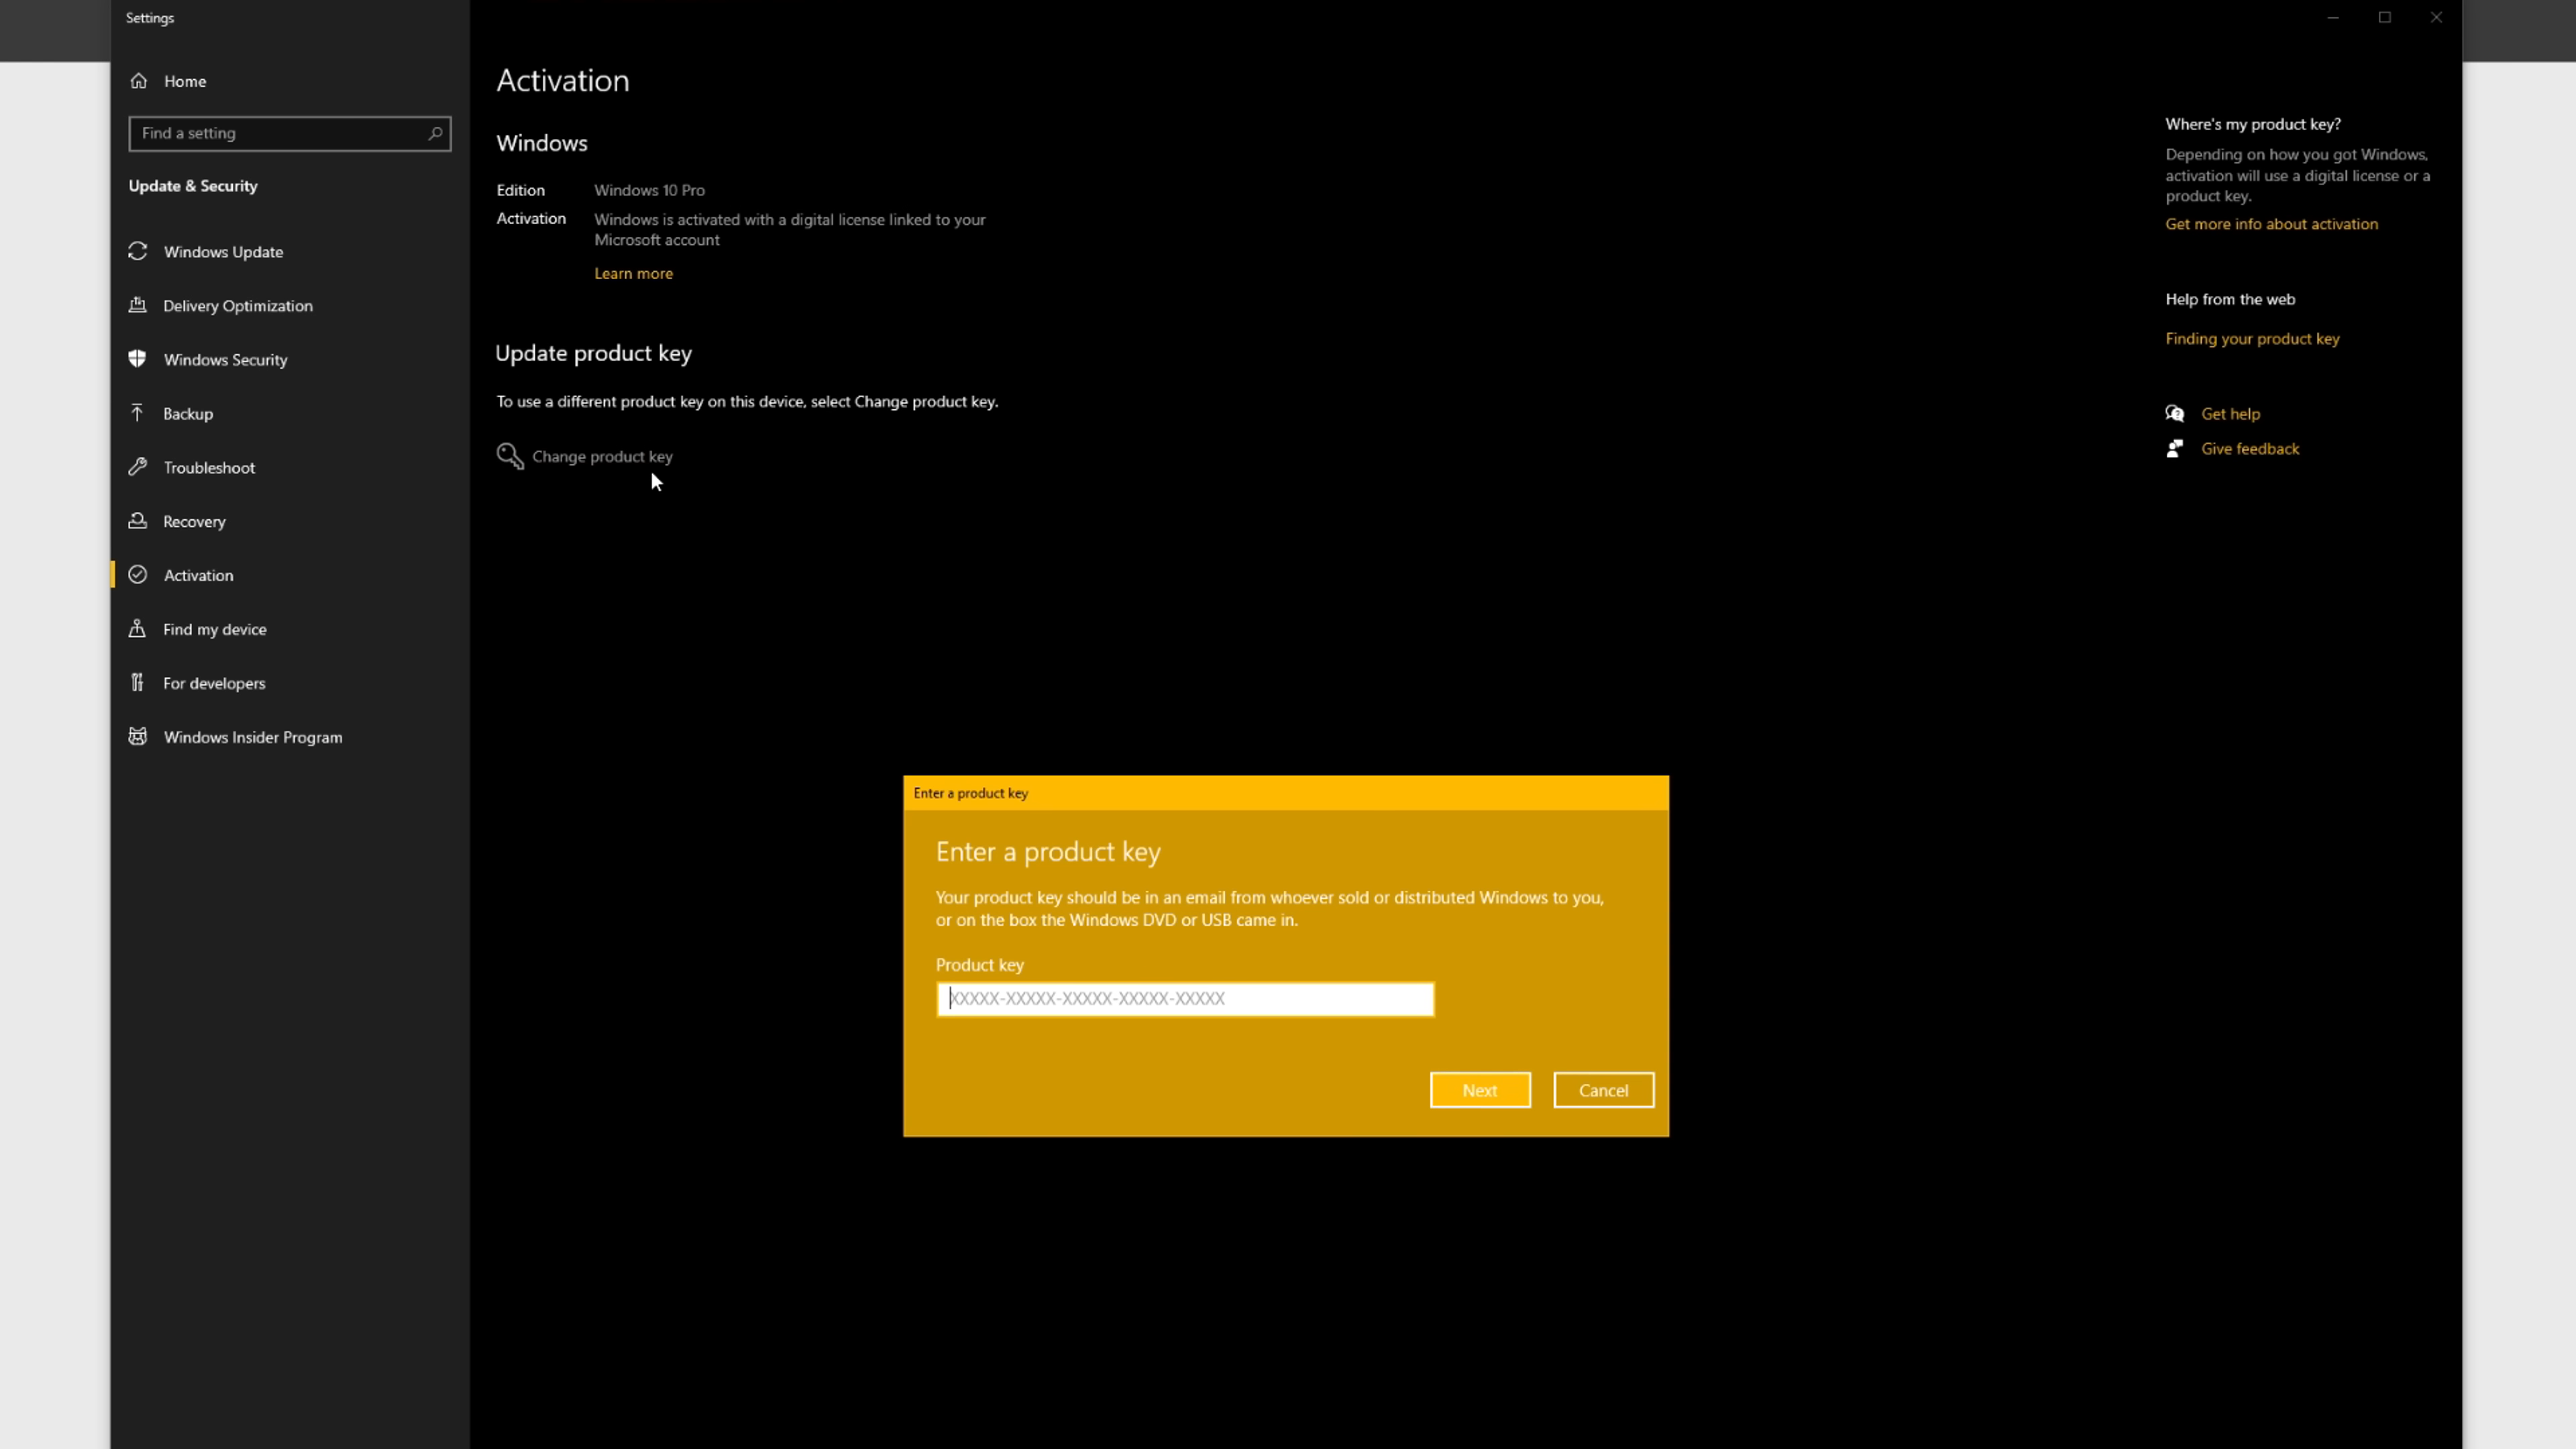 Settings
Home
Find a setting
Update & Security
Windows Update
Delivery Optimization
Windows Security
Backup
Troubleshoot
Recovery
Activation
Find my device
For developers
Windows Insider Program
Activation
Windows
Edition Windows 10 Pro
Activation Windows is activated with a digital license linked to your
Microsoft account
Learn more
Update product key
To use a different product key on this device, select Change product key.
Change product key
Where's my product key?
Depending on how you got Windows,
activation will use a digital license or a
product key.
Get more info about activation
Help from the web
Finding your product key
Get help
Give feedback
Enter a product key
Enter a product key
Your product key should be in an email from whoever sold or distributed Windows to you,
or on the box the Windows DVD or USB came in.
Product key
XXXXX-XXXXX-XXXXX-XXXXX-XXXXX
Next Cancel